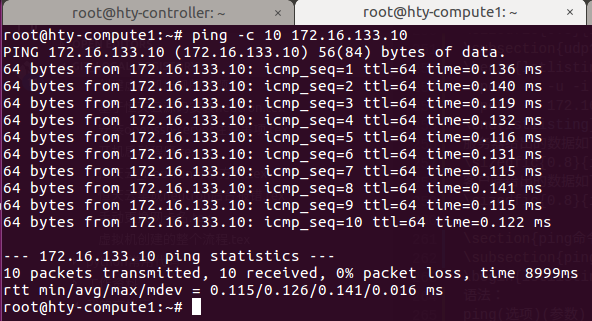 root@hty-controller: ~ × root@hty-compute1: ~ ×
root@hty-compute1:~# ping -c 10 172.16.133.10
PING 172.16.133.10 (172.16.133.10) 56(84) bytes of data.
64 bytes from 172.16.133.10: icmp_seq=1 ttl=64 time=0.136 ms
64 bytes from 172.16.133.10: icmp_seq=2 ttl=64 time=0.140 ms
64 bytes from 172.16.133.10: icmp_seq=3 ttl=64 time=0.119 ms
64 bytes from 172.16.133.10: icmp_seq=4 ttl=64 time=0.132 ms
64 bytes from 172.16.133.10: icmp_seq=5 ttl=64 time=0.116 ms
64 bytes from 172.16.133.10: icmp_seq=6 ttl=64 time=0.131 ms
64 bytes from 172.16.133.10: icmp_seq=7 ttl=64 time=0.115 ms
64 bytes from 172.16.133.10: icmp_seq=8 ttl=64 time=0.141 ms
64 bytes from 172.16.133.10: icmp_seq=9 ttl=64 time=0.115 ms
64 bytes from 172.16.133.10: icmp_seq=10 ttl=64 time=0.122 ms
--- 172.16.133.10 ping statistics ---
10 packets transmitted, 10 received, 0% packet loss, time 8999ms
rtt min/avg/max/mdev = 0.115/0.126/0.141/0.016 ms
root@hty-compute1:~#